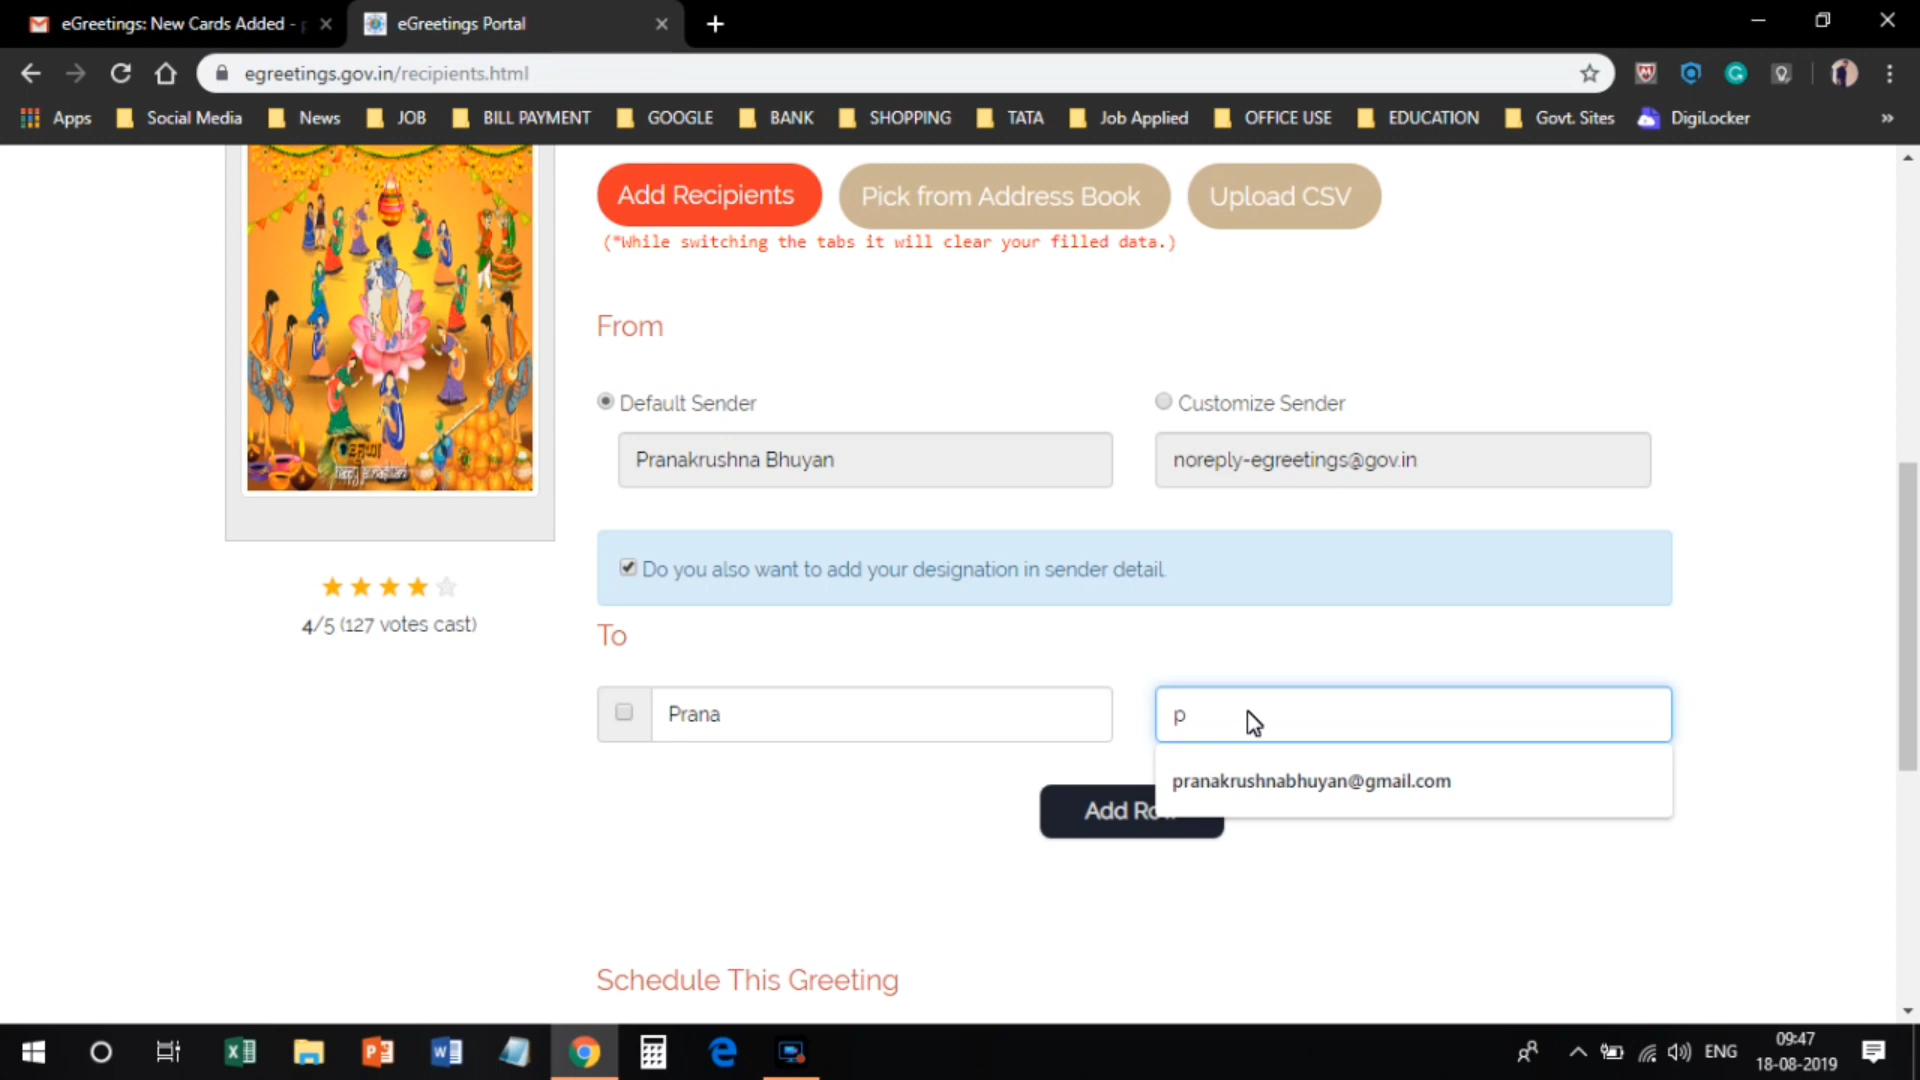 eGreetings: New Cards Added -
eGreetings Portal
egreetings.gov.in/recipients.html
Apps
Social Media
News
JOB
BILL PAYMENT
GOOGLE
BANK
SHOPPING
TATA
Job Applied
OFFICE USE
EDUCATION
Govt. Sites
DigiLocker
»
Add Recipients
Pick from Address Book
Upload CSV
(*While switching the tabs it will clear your filled data.)
From
Default Sender
Customize Sender
Pranakrushna Bhuyan
noreply-egreetings@gov.in
Do you also want to add your designation in sender detail.
4/5 (127 votes cast)
To
Prana
p
pranakrushnabhuyan@gmail.com
Add Row
Schedule This Greeting
ENG
09:47
18-08-2019